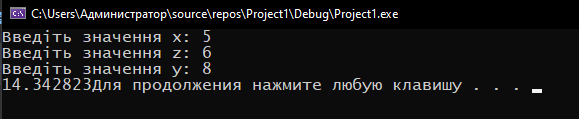 C:\Users\Администратор\source\repos\Project1\Debug\Project1.exe
Введіть значення x: 5
Введіть значення z: 6
Введіть значення y: 8
14.342823Для продолжения нажмите любую клавишу . . .